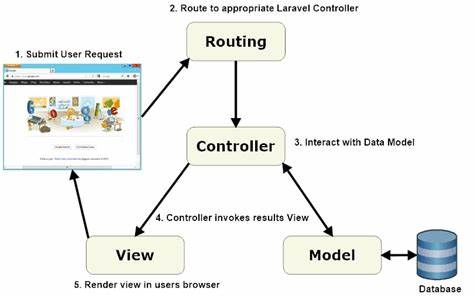 2. Route to appropriate Laravel Controller
1. Submit User Request
Routing
Controller
3. Interact with Data Model
4. Controller invokes results View
View
Model
5. Render view in users browser
Database